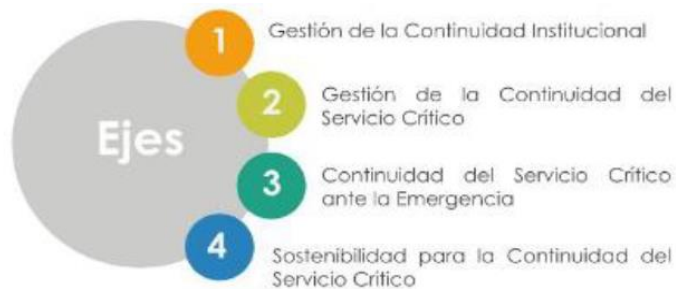 Ejes
1 Gestión de la Continuidad Institucional
2 Gestión de la Continuidad del
Servicio Crítico
3 Continuidad del Servicio Crítico
ante la Emergencia
4 Sostenibilidad para la Continuidad del
Servicio Crítico